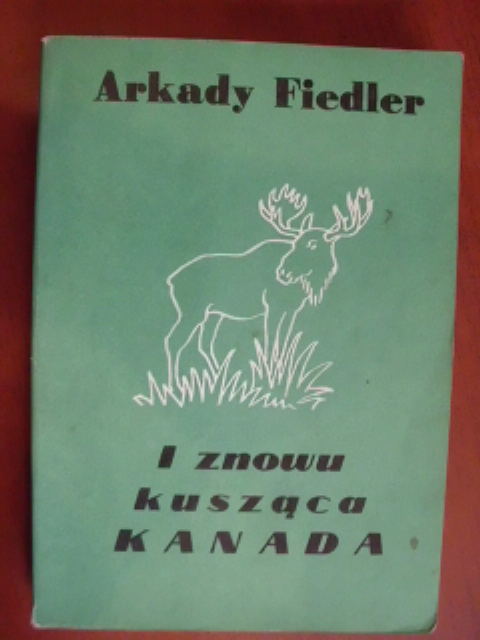 Arkady Fiedler
I znowu
kusząca
KANADA